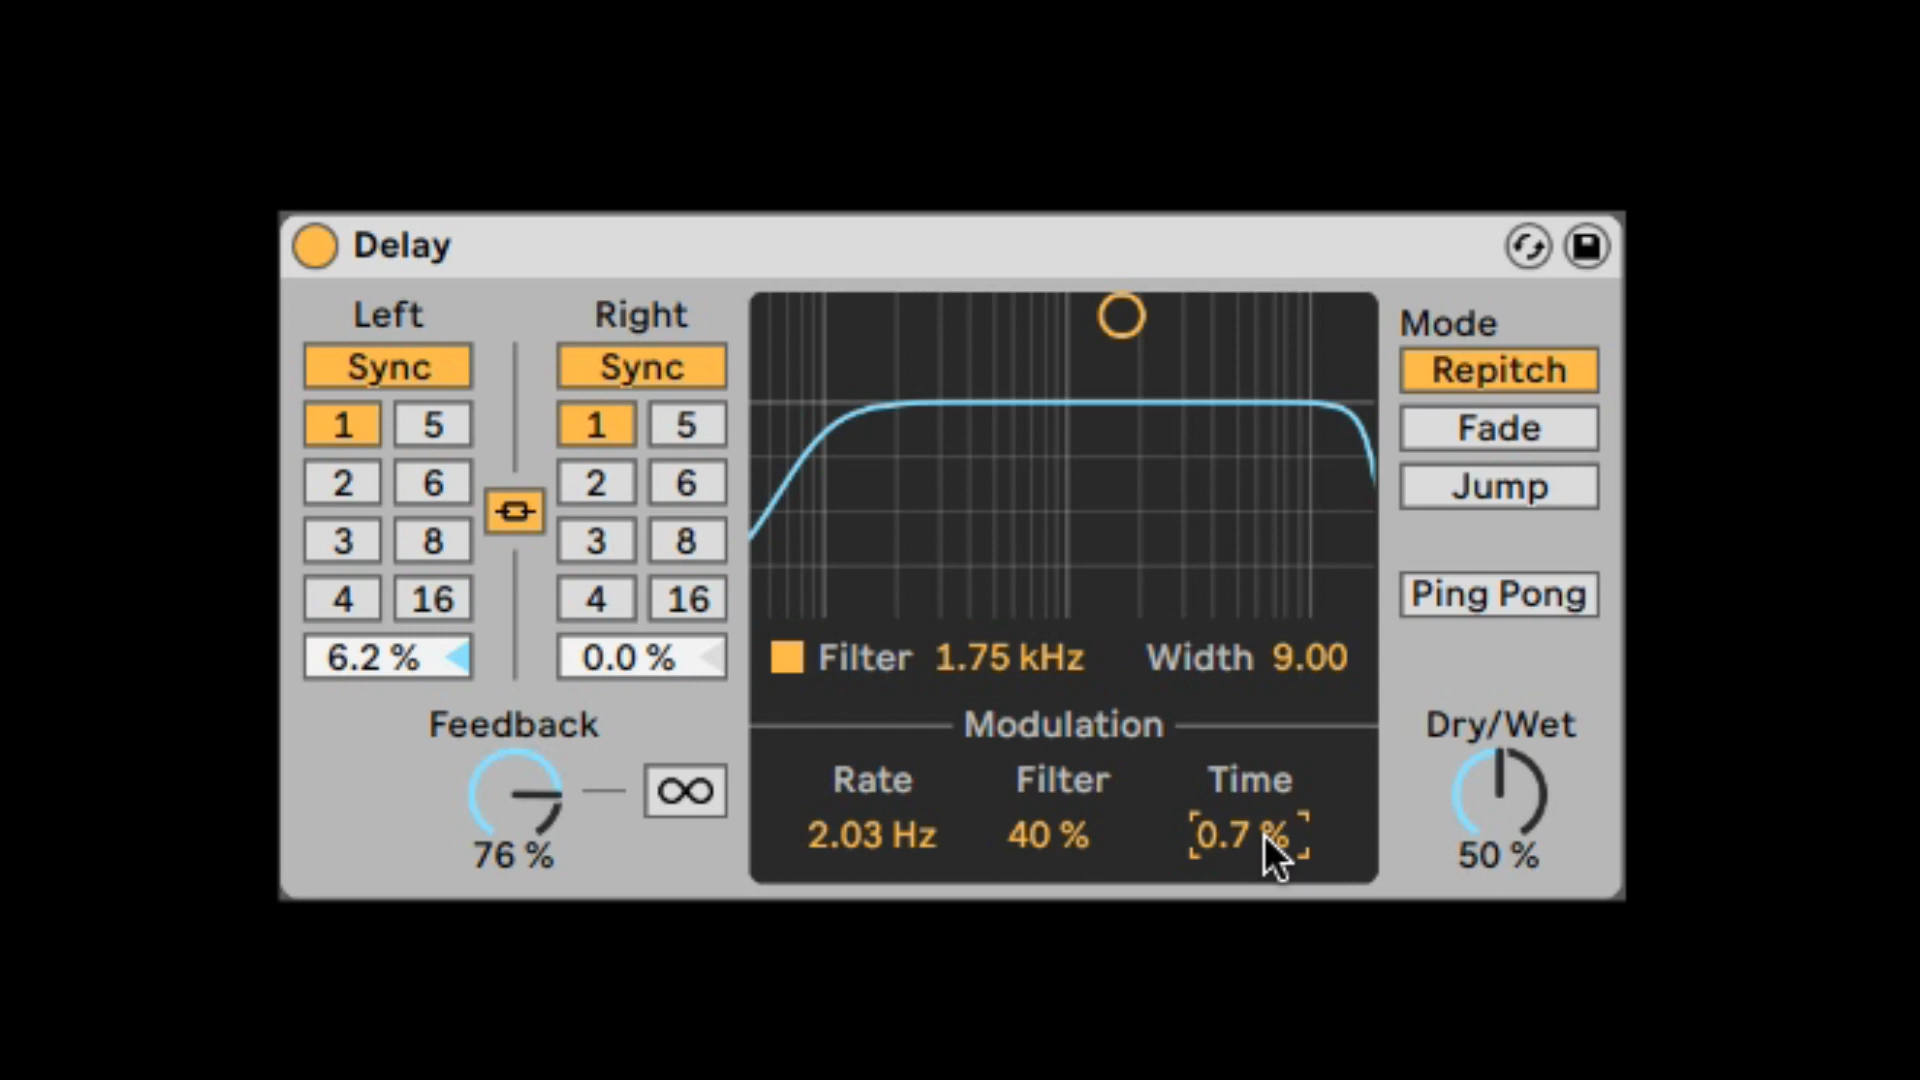 Delay
Left Right Mode
Sync Sync Repitch
1 5 1 5 Fade
2 6 2 6 Jump
3 8 3 8
4 16 4 16 Ping Pong
6.2 % 0.0 % Filter 1.75 kHz Width 9.00
Feedback Modulation Dry/Wet
Rate Filter Time
2.03 Hz 40 % 0.7 %
76 % 50 %